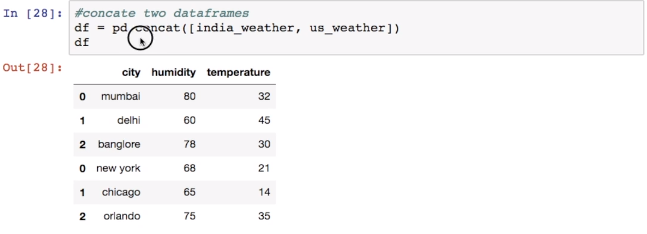 In [28]: #concate two dataframes
df = pd.concat([india_weather, us_weather])
df
Out[28]:
city humidity temperature
0 mumbai 80 32
1 delhi 60 45
2 banglore 78 30
0 new york 68 21
1 chicago 65 14
2 orlando 75 35